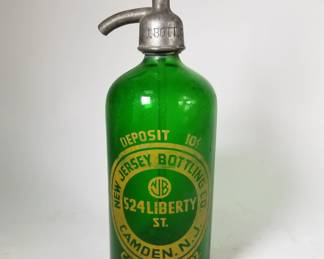 DEPOSIT 10¢
NEW JERSEY BOTTLING CO
NJB
524 LIBERTY
ST.
CAMDEN. N.J.